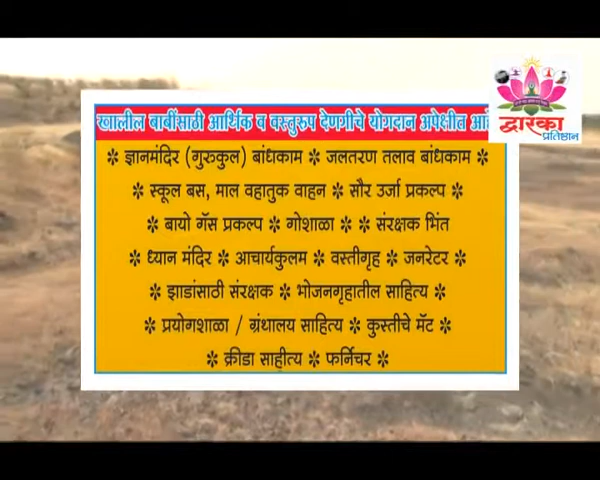 द्वारका
प्रतिष्ठान
खालील बाबींसाठी आर्थिक व वस्तुरूप देणगीचे योगदान अपेक्षीत आहे
✻ ज्ञानमंदिर (गुरुकुल) बांधकाम ✻ जलतरण तलाव बांधकाम ✻
✻ स्कूल बस, माल वहातुक वाहन ✻ सौर उर्जा प्रकल्प ✻
✻ बायो गॅस प्रकल्प ✻ गोशाळा ✻ ✻ संरक्षक भिंत
✻ ध्यान मंदिर ✻ आचार्यकुलम ✻ वस्तीगृह ✻ जनरेटर ✻
✻ झाडांसाठी संरक्षक ✻ भोजनगृहातील साहित्य ✻
✻ प्रयोगशाळा / ग्रंथालय साहित्य ✻ कुस्तीचे मॅट ✻
✻ क्रीडा साहीत्य ✻ फर्निचर ✻